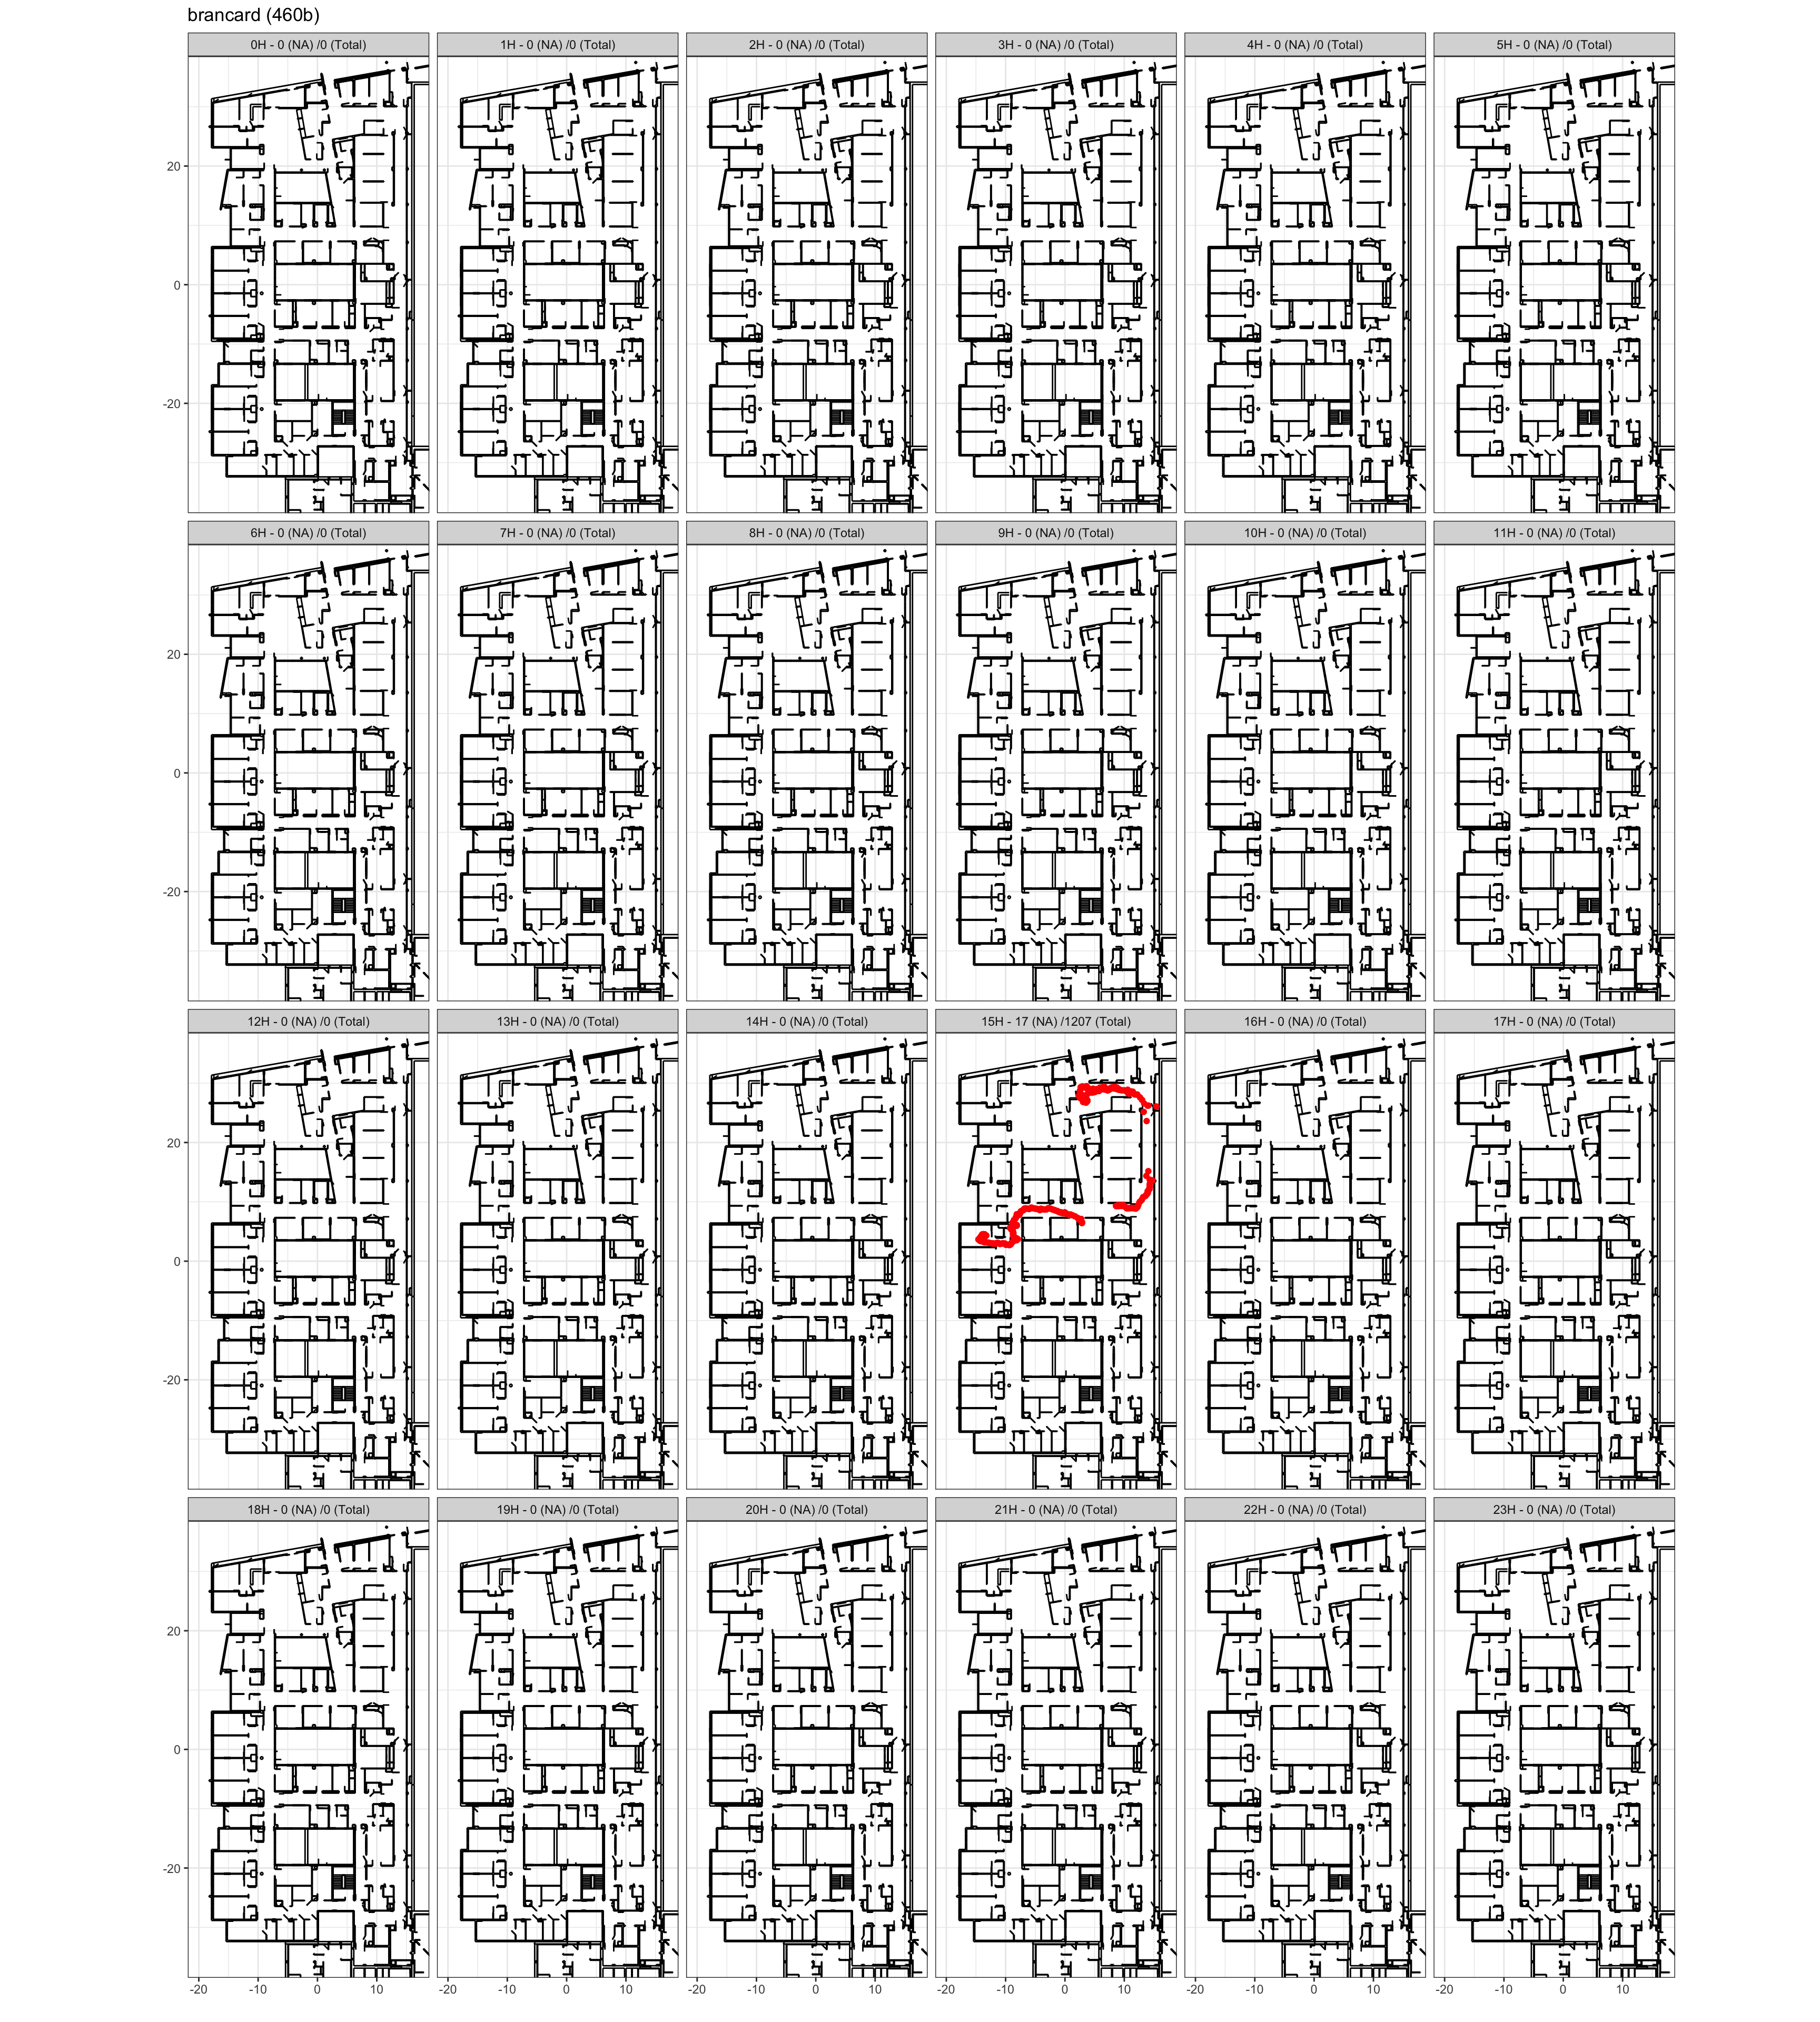 brancard (460b)
0H - 0 (NA) /0 (Total) 1H - 0 (NA) /0 (Total) 2H - 0 (NA) /0 (Total) 3H - 0 (NA) /0 (Total) 4H - 0 (NA) /0 (Total) 5H - 0 (NA) /0 (Total)
20
0
-20
6H - 0 (NA) /0 (Total) 7H - 0 (NA) /0 (Total) 8H - 0 (NA) /0 (Total) 9H - 0 (NA) /0 (Total) 10H - 0 (NA) /0 (Total) 11H - 0 (NA) /0 (Total)
20
0
-20
12H - 0 (NA) /0 (Total) 13H - 0 (NA) /0 (Total) 14H - 0 (NA) /0 (Total) 15H - 17 (NA) /1207 (Total) 16H - 0 (NA) /0 (Total) 17H - 0 (NA) /0 (Total)
20
0
-20
18H - 0 (NA) /0 (Total) 19H - 0 (NA) /0 (Total) 20H - 0 (NA) /0 (Total) 21H - 0 (NA) /0 (Total) 22H - 0 (NA) /0 (Total) 23H - 0 (NA) /0 (Total)
20
0
-20
-20 -10 0 10 -20 -10 0 10 -20 -10 0 10 -20 -10 0 10 -20 -10 0 10 -20 -10 0 10